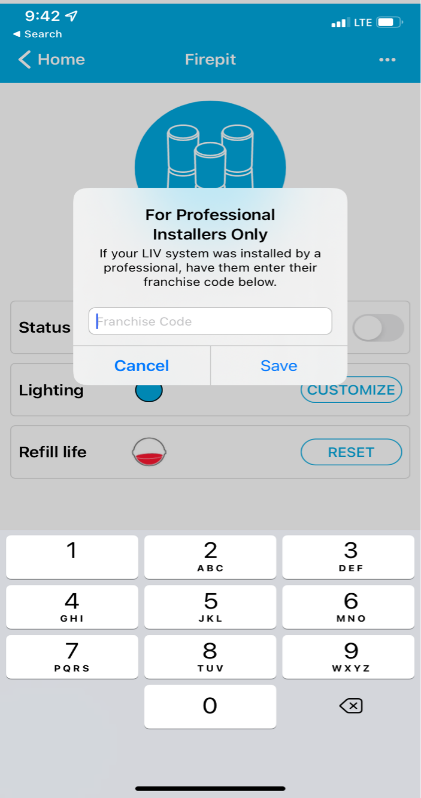 9:42
LTE
◀ Search
Home
Firepit
...
For Professional
Installers Only
If your LIV system was installed by a
professional, have them enter their
franchise code below.
Franchise Code
Status
Cancel
Save
Lighting
CUSTOMIZE
Refill life
RESET
1
2
ABC
3
DEF
4
GHI
5
JKL
6
MNO
7
PQRS
8
TUV
9
WXYZ
0